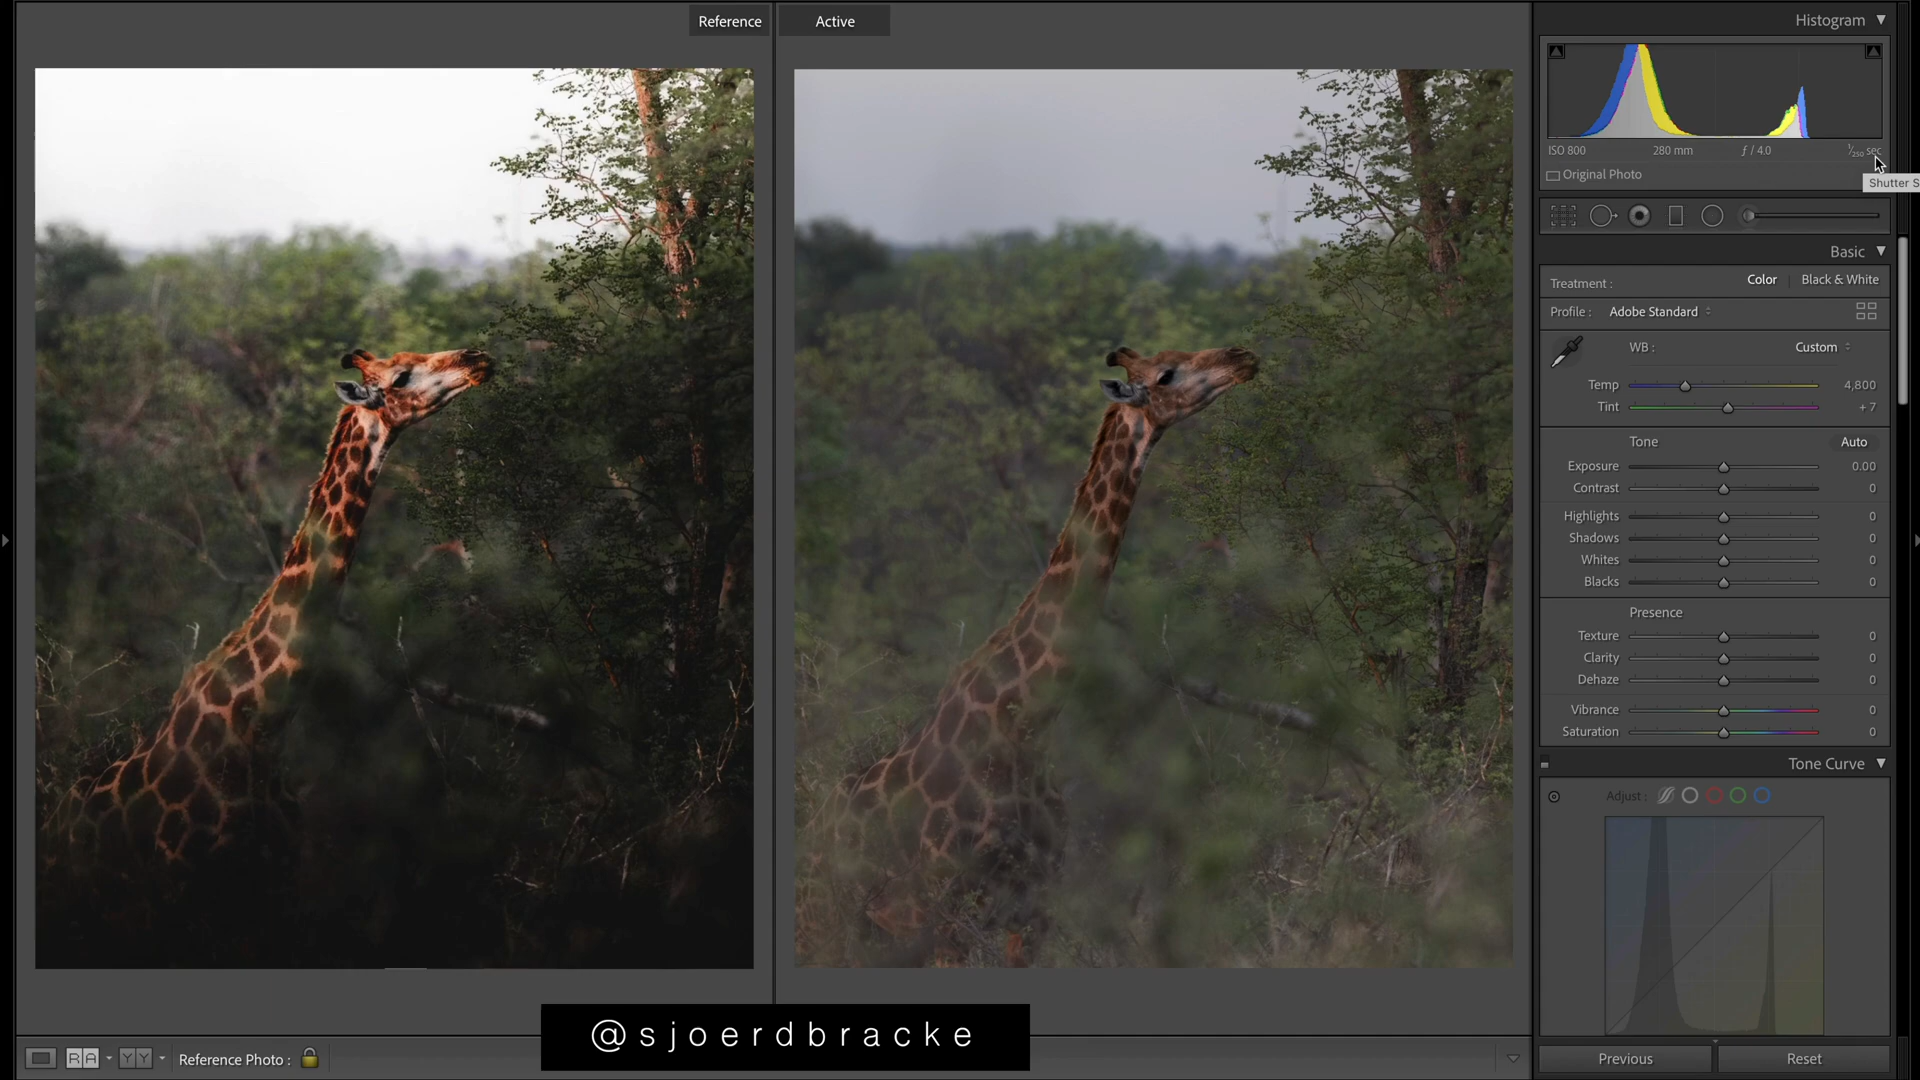 Reference
Active
Histogram
ISO 800 280 mm ƒ / 4.0 1/250 sec
Original Photo
Shutter S
Basic
Treatment : Color Black & White
Profile : Adobe Standard
WB : Custom
Temp 4,800
Tint + 7
Tone Auto
Exposure 0.00
Contrast 0
Highlights 0
Shadows 0
Whites 0
Blacks 0
Presence
Texture 0
Clarity 0
Dehaze 0
Vibrance 0
Saturation 0
Tone Curve
Adjust :
@sjoerdbracke
R A Y Y Reference Photo :
Previous Reset